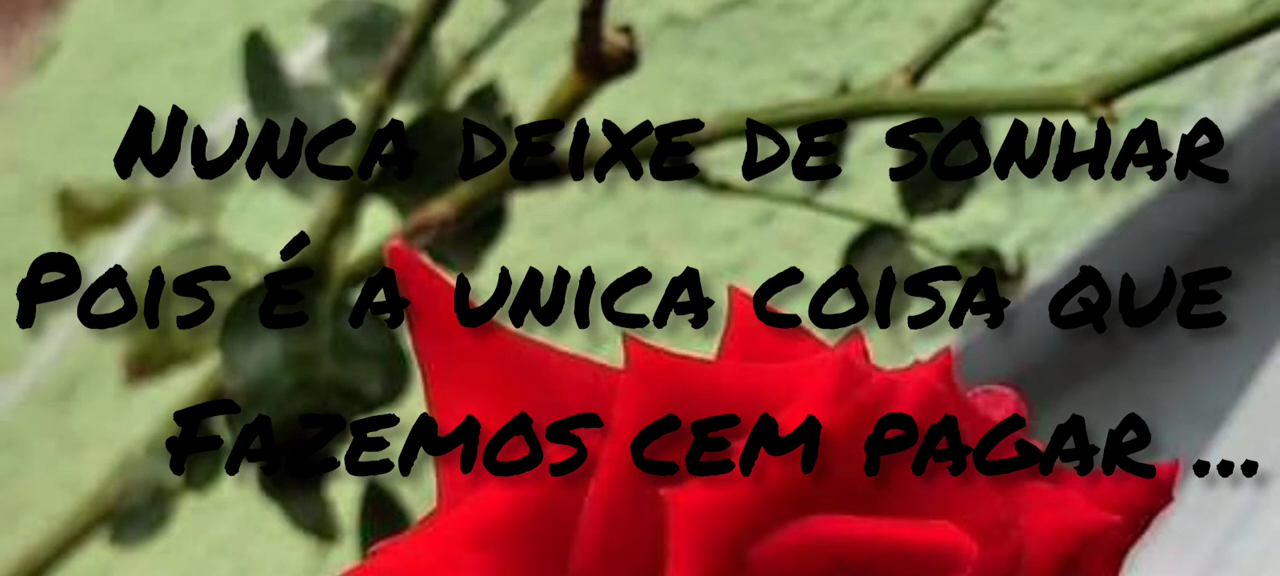 Nunca deixe de sonhar
Pois é a unica coisa que
Fazemos cem pagar ...